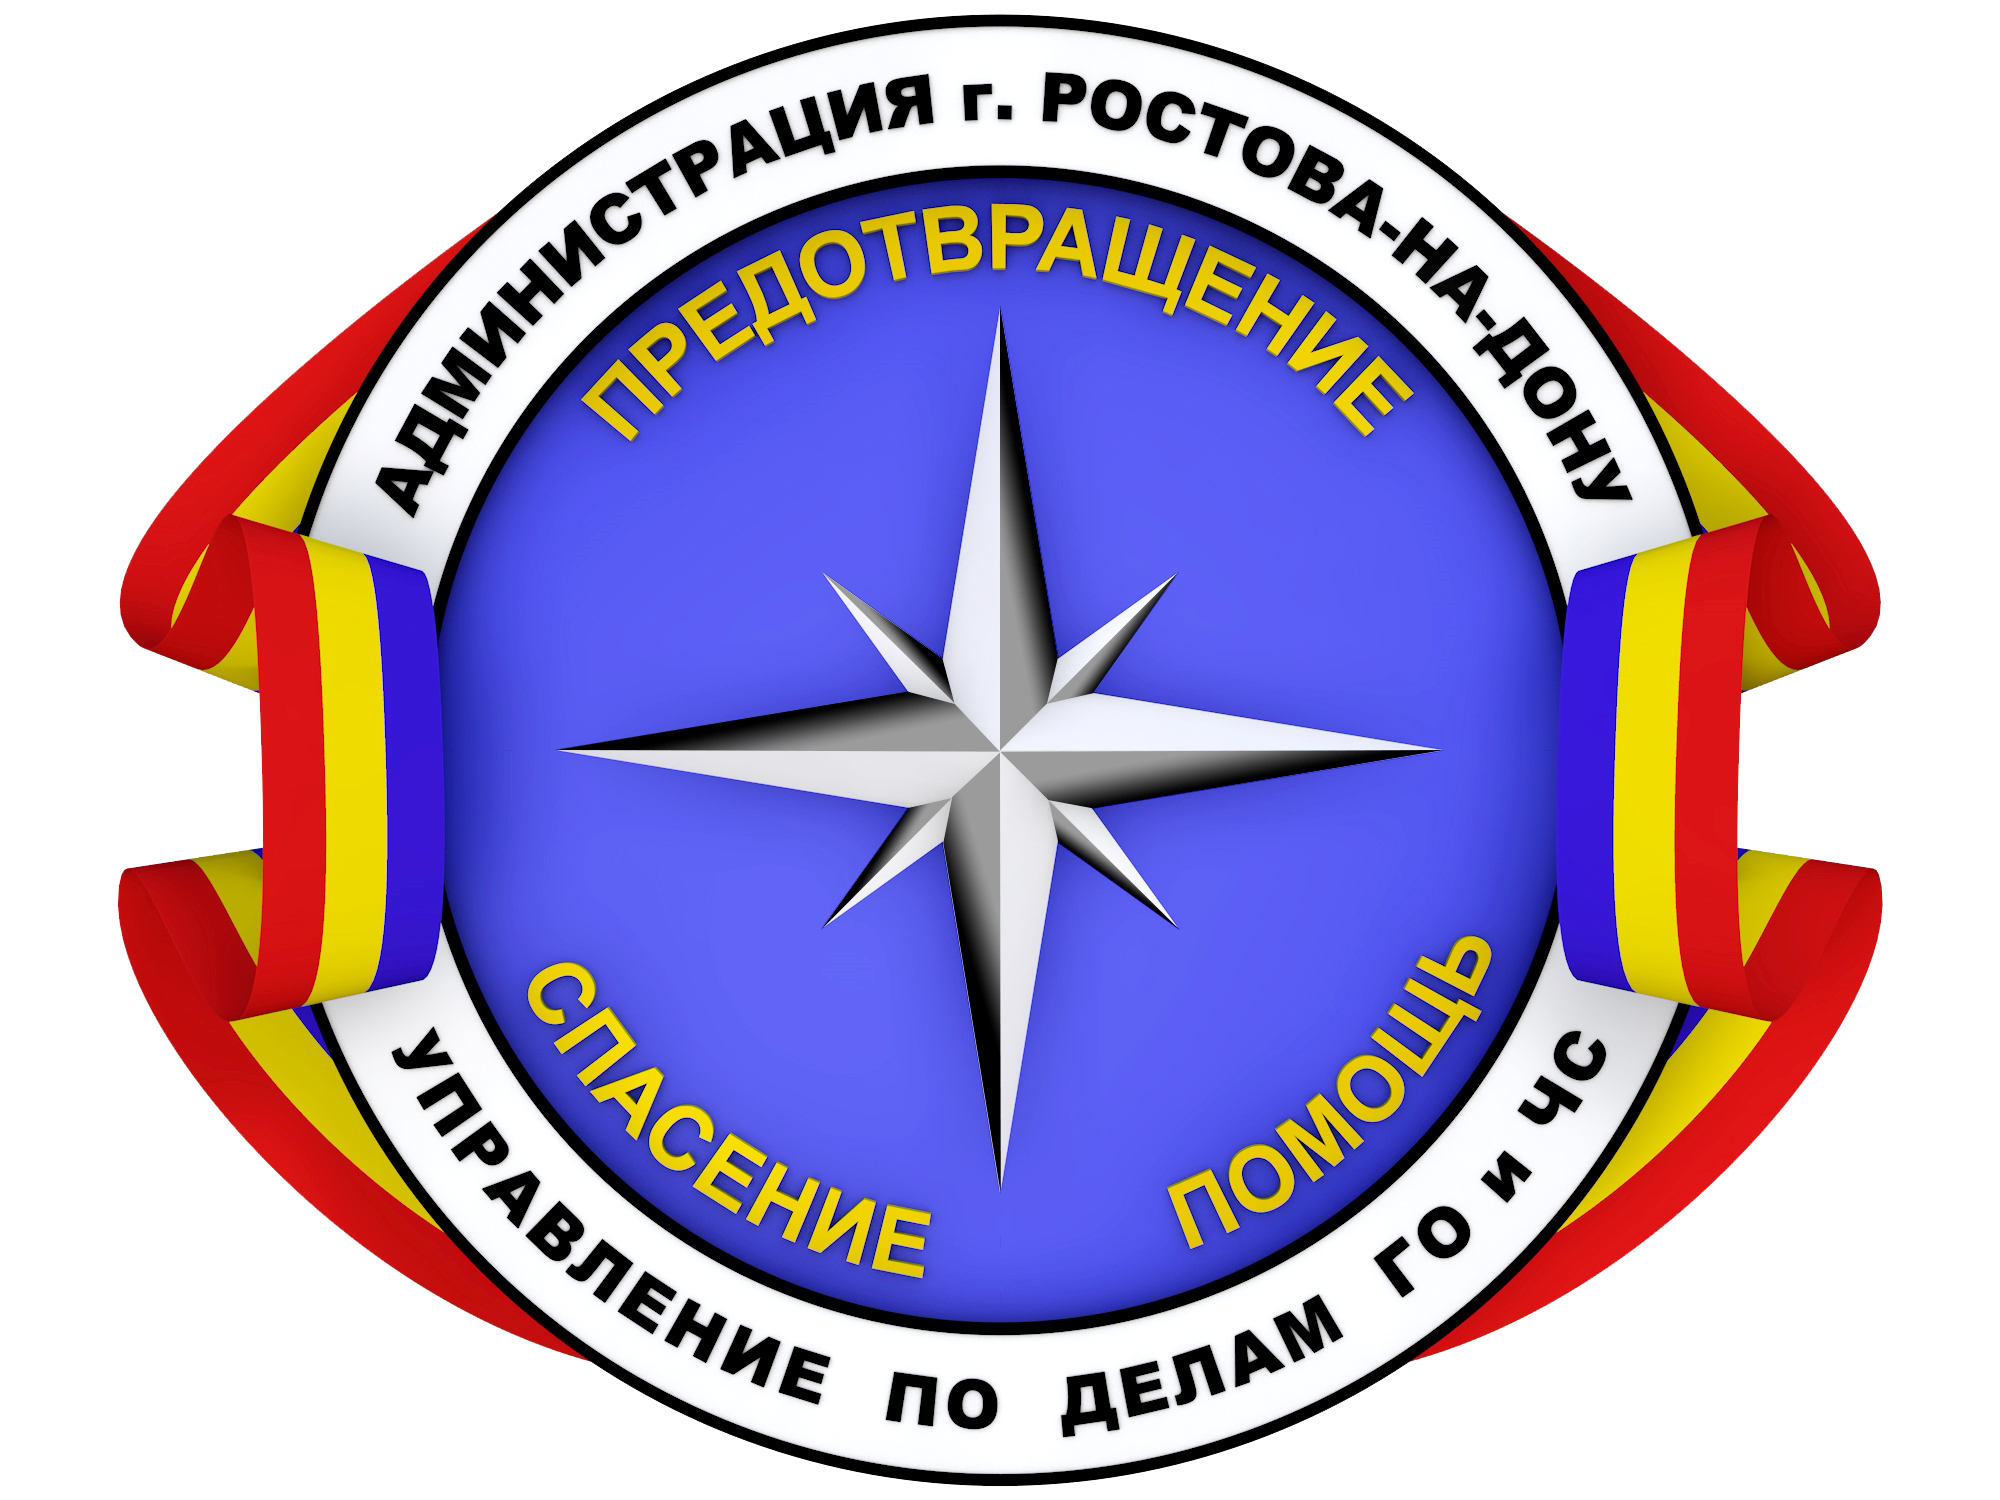 АДМИНИСТРАЦИЯ г. РОСТОВА-НА-ДОНУ
ПРЕДОТВРАЩЕНИЕ
СПАСЕНИЕ
ПОМОЩЬ
УПРАВЛЕНИЕ ПО ДЕЛАМ ГО и ЧС